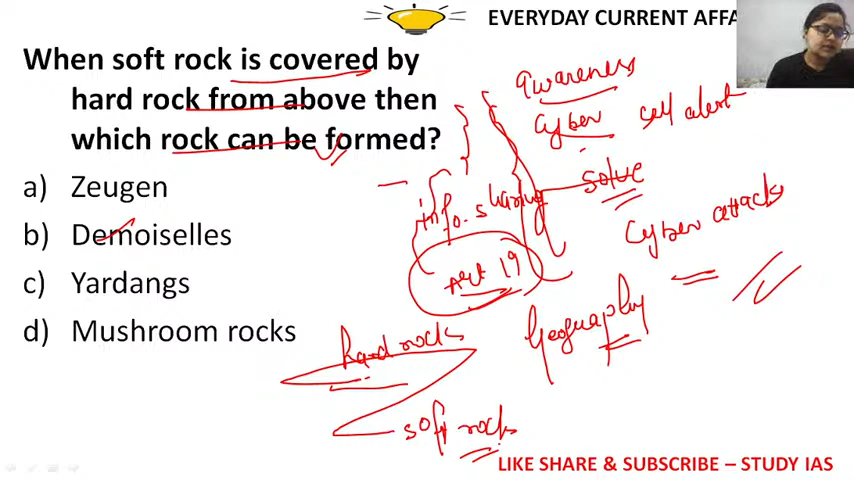 EVERYDAY CURRENT AFFA
When soft rock is covered by
hard rock from above then
which rock can be formed?
a) Zeugen
b) Demoiselles
c) Yardangs
d) Mushroom rocks
awareness
Cyber cell alert
solve
info. sharing
Cyber attacks
Art 19
Geography
hard rocks
soft rocks
LIKE SHARE & SUBSCRIBE – STUDY IAS